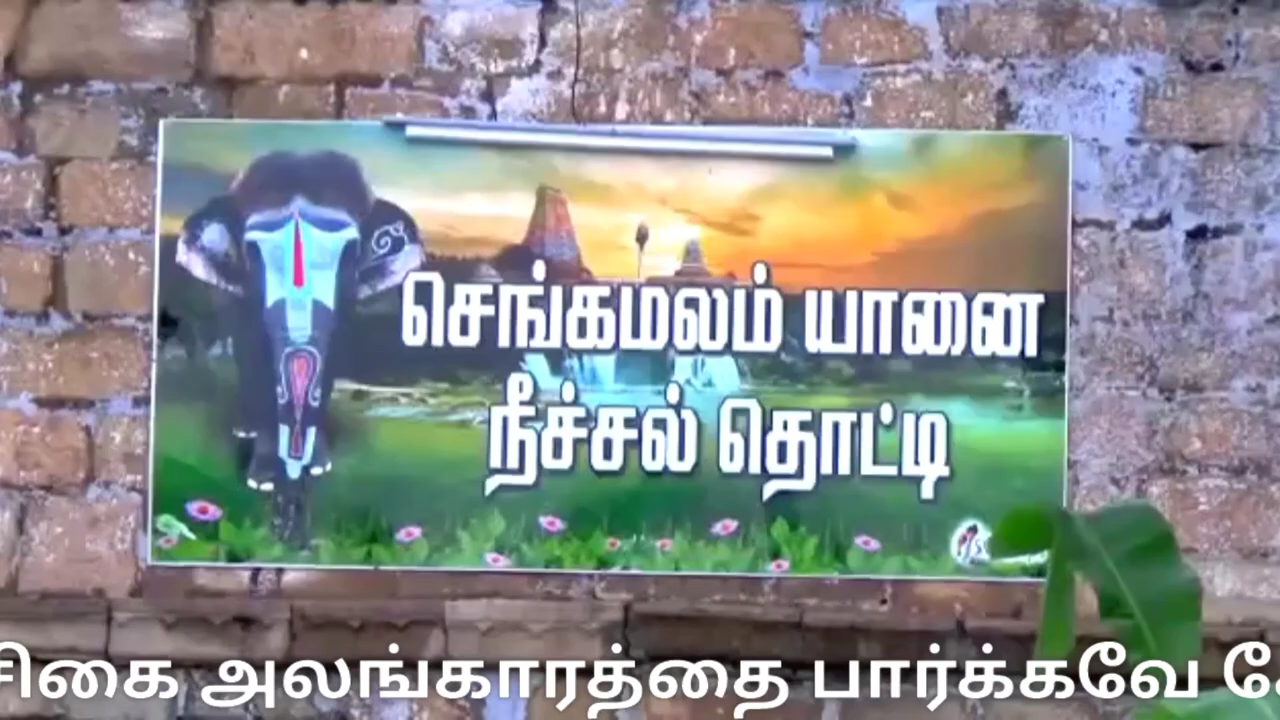 செங்கமலம் யானை
நீச்சல் தொட்டி
சிகை அலங்காரத்தை பார்க்கவே